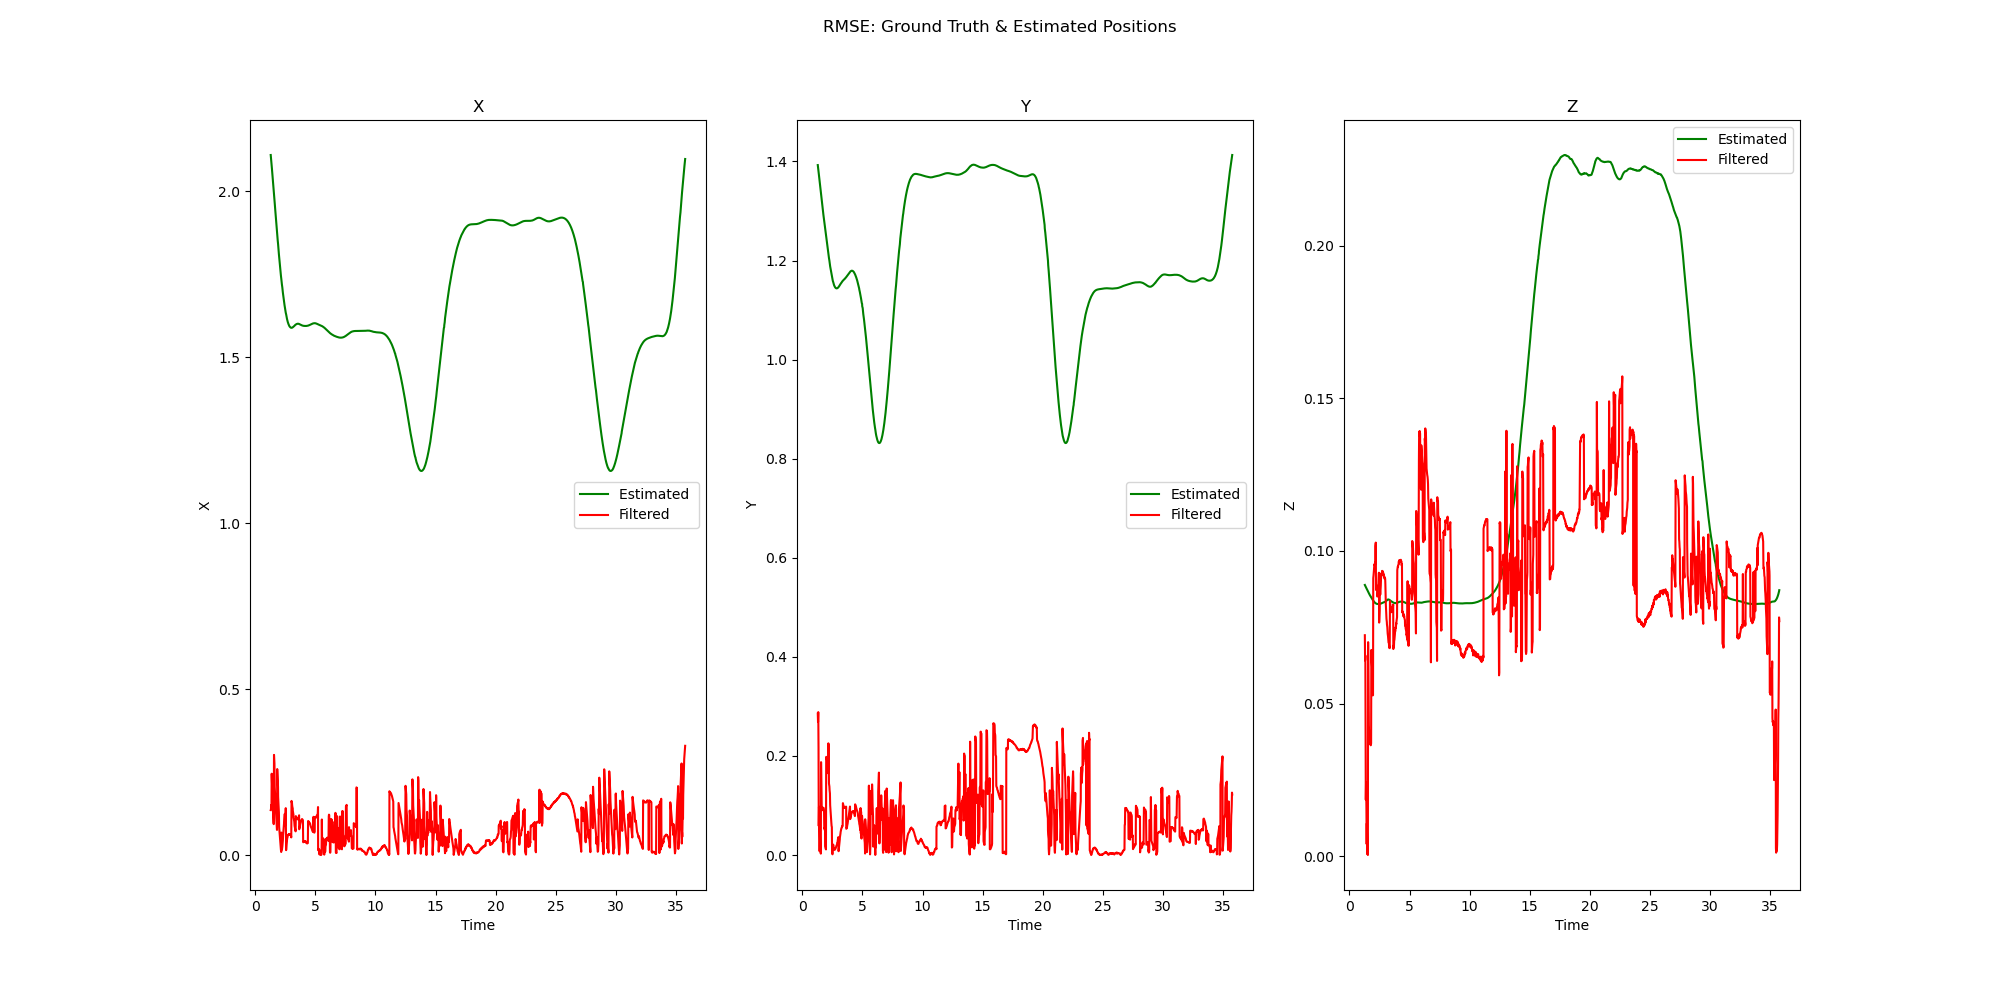 RMSE: Ground Truth & Estimated Positions
X
X
2.0
1.5
1.0
0.5
0.0
Estimated
Filtered
0 5 10 15 20 25 30 35
Time
Y
Y
1.4
1.2
1.0
0.8
0.6
0.4
0.2
0.0
Estimated
Filtered
0 5 10 15 20 25 30 35
Time
Z
Z
0.20
0.15
0.10
0.05
0.00
Estimated
Filtered
0 5 10 15 20 25 30 35
Time